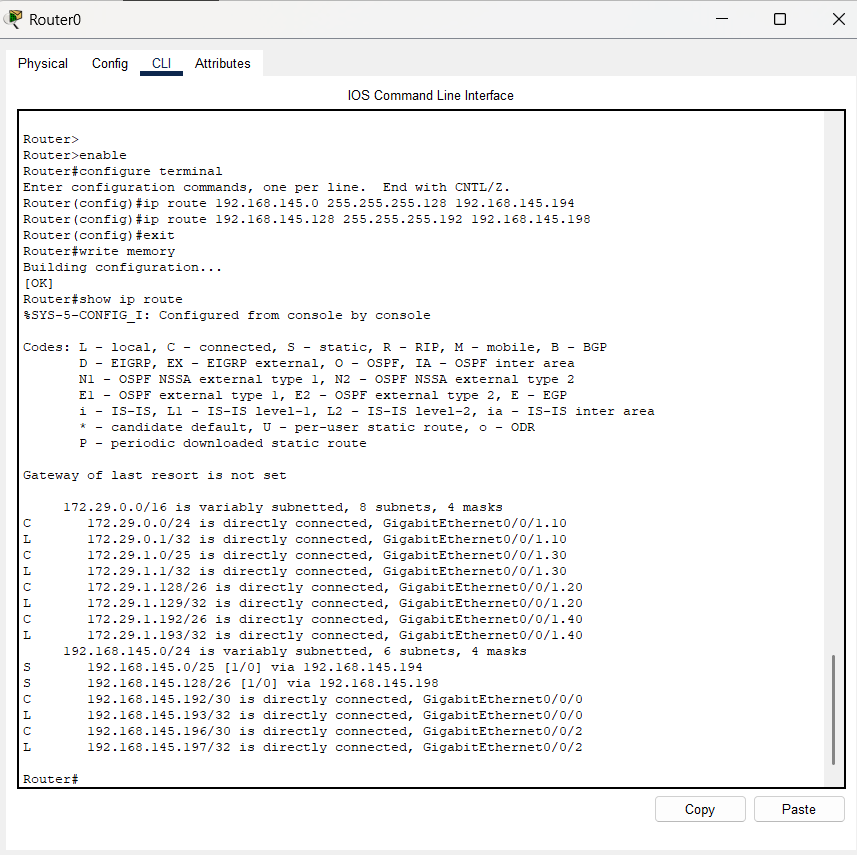 Router0
Physical Config CLI Attributes
IOS Command Line Interface
Router>
Router>enable
Router#configure terminal
Enter configuration commands, one per line.  End with CNTL/Z.
Router(config)#ip route 192.168.145.0 255.255.255.128 192.168.145.194
Router(config)#ip route 192.168.145.128 255.255.255.192 192.168.145.198
Router(config)#exit
Router#write memory
Building configuration...
[OK]
Router#show ip route
%SYS-5-CONFIG_I: Configured from console by console
Codes: L - local, C - connected, S - static, R - RIP, M - mobile, B - BGP
       D - EIGRP, EX - EIGRP external, O - OSPF, IA - OSPF inter area
       N1 - OSPF NSSA external type 1, N2 - OSPF NSSA external type 2
       E1 - OSPF external type 1, E2 - OSPF external type 2, E - EGP
       i - IS-IS, L1 - IS-IS level-1, L2 - IS-IS level-2, ia - IS-IS inter area
       * - candidate default, U - per-user static route, o - ODR
       P - periodic downloaded static route
Gateway of last resort is not set
     172.29.0.0/16 is variably subnetted, 8 subnets, 4 masks
C       172.29.0.0/24 is directly connected, GigabitEthernet0/0/1.10
L       172.29.0.1/32 is directly connected, GigabitEthernet0/0/1.10
C       172.29.1.0/25 is directly connected, GigabitEthernet0/0/1.30
L       172.29.1.1/32 is directly connected, GigabitEthernet0/0/1.30
C       172.29.1.128/26 is directly connected, GigabitEthernet0/0/1.20
L       172.29.1.129/32 is directly connected, GigabitEthernet0/0/1.20
C       172.29.1.192/26 is directly connected, GigabitEthernet0/0/1.40
L       172.29.1.193/32 is directly connected, GigabitEthernet0/0/1.40
     192.168.145.0/24 is variably subnetted, 6 subnets, 4 masks
S       192.168.145.0/25 [1/0] via 192.168.145.194
S       192.168.145.128/26 [1/0] via 192.168.145.198
C       192.168.145.192/30 is directly connected, GigabitEthernet0/0/0
L       192.168.145.193/32 is directly connected, GigabitEthernet0/0/0
C       192.168.145.196/30 is directly connected, GigabitEthernet0/0/2
L       192.168.145.197/32 is directly connected, GigabitEthernet0/0/2
Router#
Copy Paste